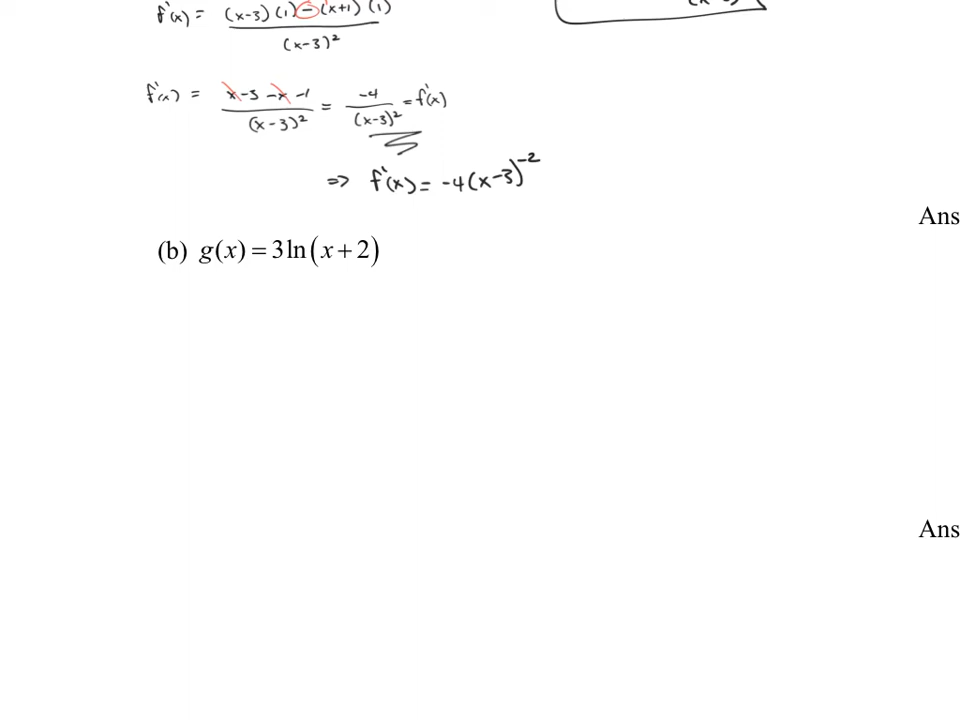 f'(x) = (x-3)(1) - (x+1)(1) / (x-3)²
f'(x) = x-3-x-1 / (x-3)² = -4 / (x-3)² = f'(x)
⇒ f'(x) = -4(x-3)⁻²
Ans
(b) g(x) = 3ln(x+2)
Ans